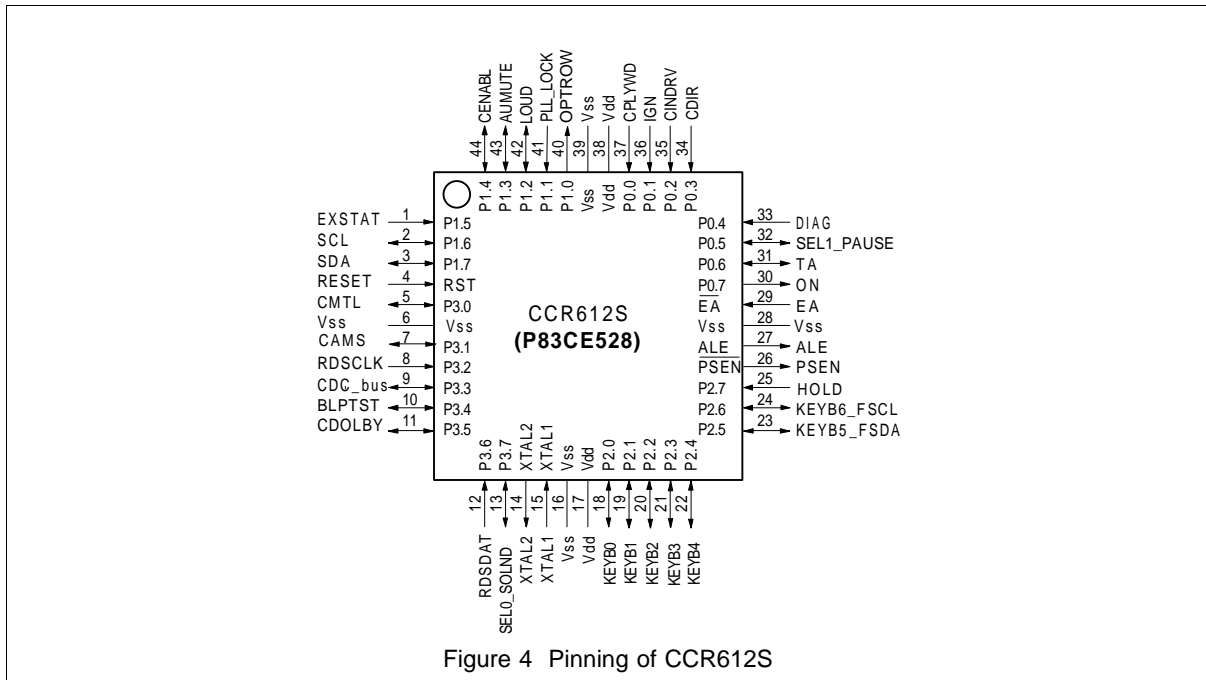 CENABL
AUMUTE
LOUD
PLL_LOCK
OPTROW
Vss
Vdd
CPLYWD
IGN
CINDRV
CDIR
44
43
42
41
40
39
38
37
36
35
34
P1.4
P1.3
P1.2
P1.1
P1.0
Vss
Vdd
P0.0
P0.1
P0.2
P0.3
EXSTAT 1 P1.5
SCL 2 P1.6
SDA 3 P1.7
RESET 4 RST
CMTL 5 P3.0
Vss 6 Vss
CAMS 7 P3.1
RDSCLK 8 P3.2
CDC_bus 9 P3.3
BLPTST 10 P3.4
CDOLBY 11 P3.5
CCR612S
(P83CE528)
P0.4 33 DIAG
P0.5 32 SEL1_PAUSE
P0.6 31 TA
P0.7 30 ON
EA 29 EA
Vss 28 Vss
ALE 27 ALE
PSEN 26 PSEN
P2.7 25 HOLD
P2.6 24 KEYB6_FSCL
P2.5 23 KEYB5_FSDA
P3.6
P3.7
XTAL2
XTAL1
Vss
Vdd
P2.0
P2.1
P2.2
P2.3
P2.4
12
13
14
15
16
17
18
19
20
21
22
RDSDAT
SEL0_SOLND
XTAL2
XTAL1
Vss
Vdd
KEYB0
KEYB1
KEYB2
KEYB3
KEYB4
Figure 4 Pinning of CCR612S